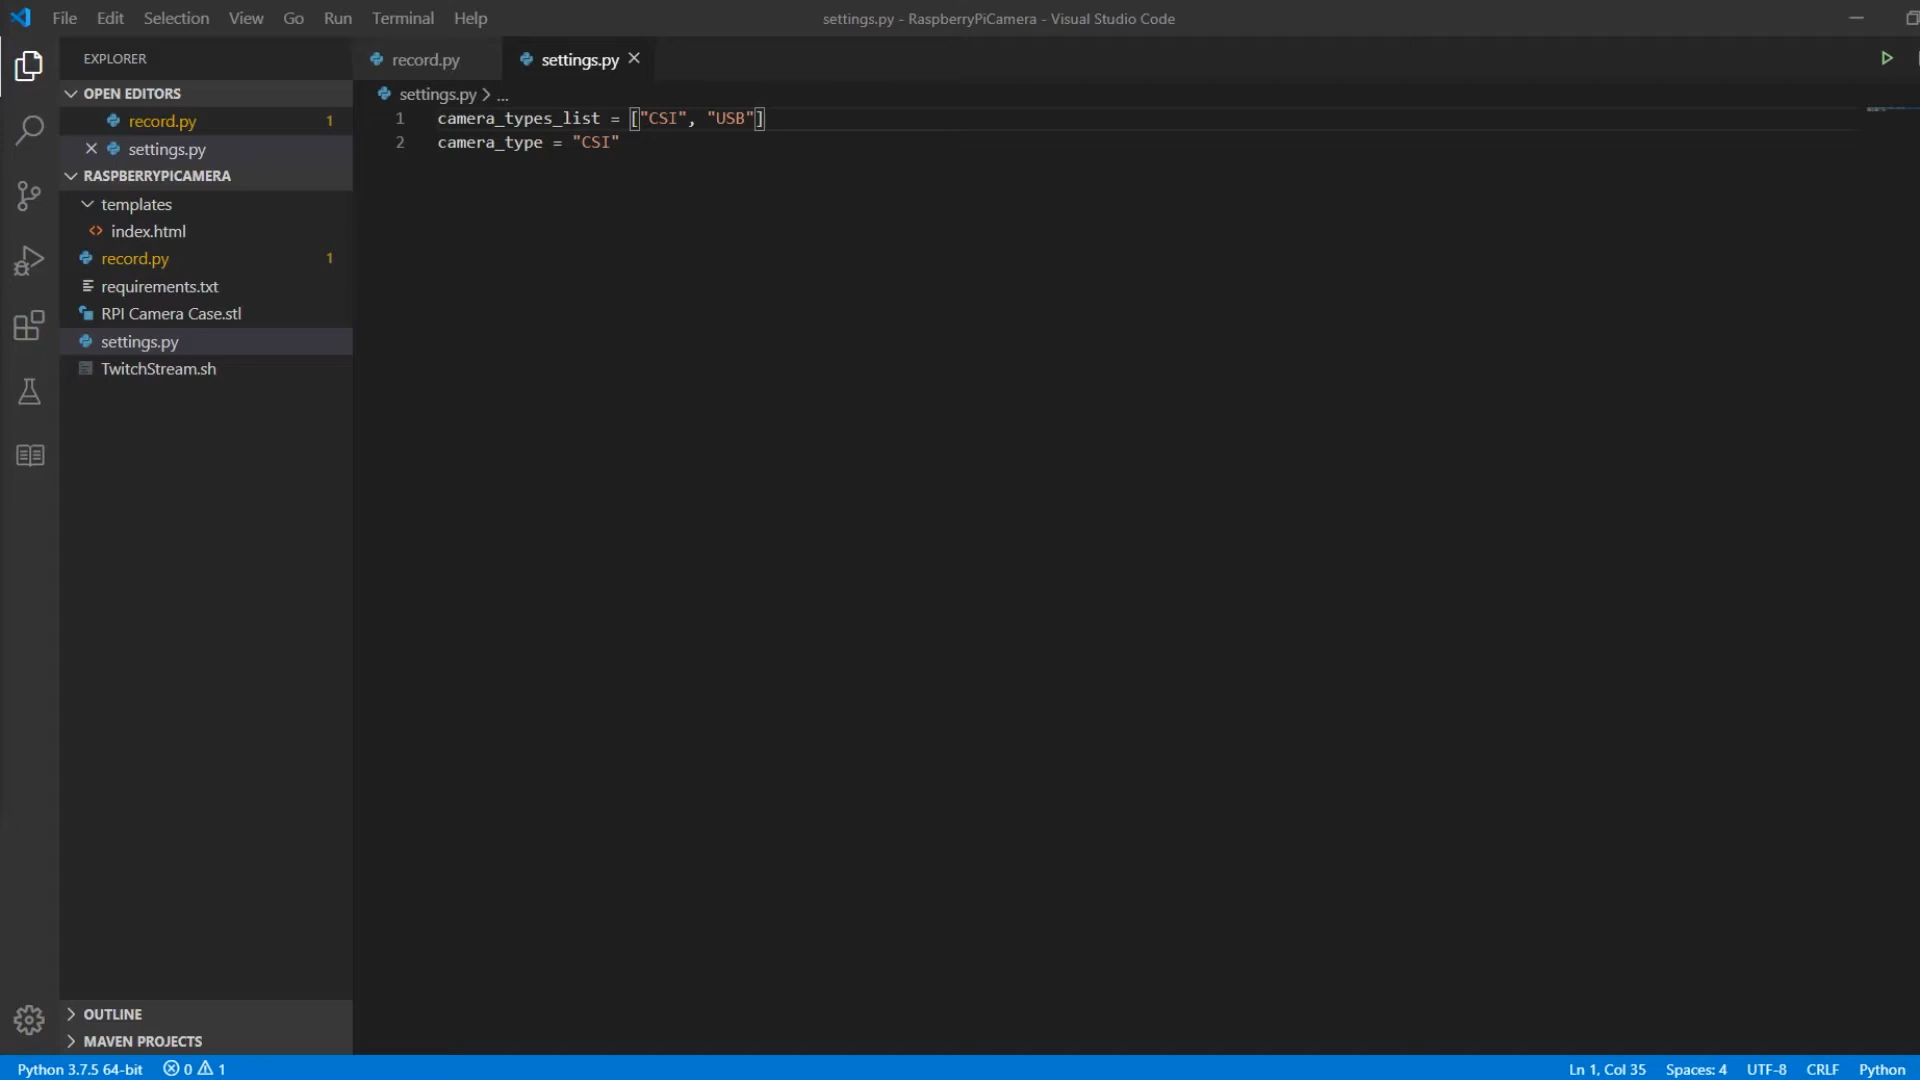 File Edit Selection View Go Run Terminal Help
settings.py - RaspberryPiCamera - Visual Studio Code
EXPLORER
OPEN EDITORS
record.py 1
settings.py
RASPBERRYPICAMERA
templates
index.html
record.py 1
requirements.txt
RPI Camera Case.stl
settings.py
TwitchStream.sh
OUTLINE
MAVEN PROJECTS
record.py settings.py
settings.py > ...
1 camera_types_list = ["CSI", "USB"]
2 camera_type = "CSI"
Python 3.7.5 64-bit 0 1 Ln 1, Col 35 Spaces: 4 UTF-8 CRLF Python